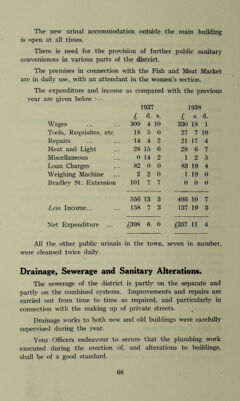 The new urinal accommodation outside the main building
is open at all times.
There is need for the provision of further public sanitary
conveniences in various parts of the district.
The premises in connection with the Fish and Meat Market
are in daily use, with an attendant in the women's section.
The expenditure and income as compared with the previous
year are given below :—
1937 1938
£ d. s. £ s. d.
Wages ... ... 309 4 10 330 18 1
Tools, Requisites, etc. 18 5 0 27 7 10
Repairs ... ... 14 4 2 21 17 4
Heat and Light ... 28 15 6 28 6 7
Miscellaneous ... 0 14 2 1 2 5
Loan Charges ... 82 0 0 83 19 4
Weighing Machine ... 2 2 0 1 19 0
Bradley St. Extension 101 7 7 0 0 0
556 13 3 495 10 7
Less Income... ... 158 7 3 137 19 3
Net Expenditure ... £398 6 0 £357 11 4
All the other public urinals in the town, seven in number,
were cleansed twice daily.
Drainage, Sewerage and Sanitary Alterations.
The sewerage of the district is partly on the separate and
partly on the combined systems. Improvements and repairs are
carried out from time to time as required, and particularly in
connection with the making up of private streets.
Drainage works to both new and old buildings were carefully
supervised during the year.
Your Officers endeavour to secure that the plumbing work
executed during the erection of, and alterations to buildings,
shall be of a good standard.
68